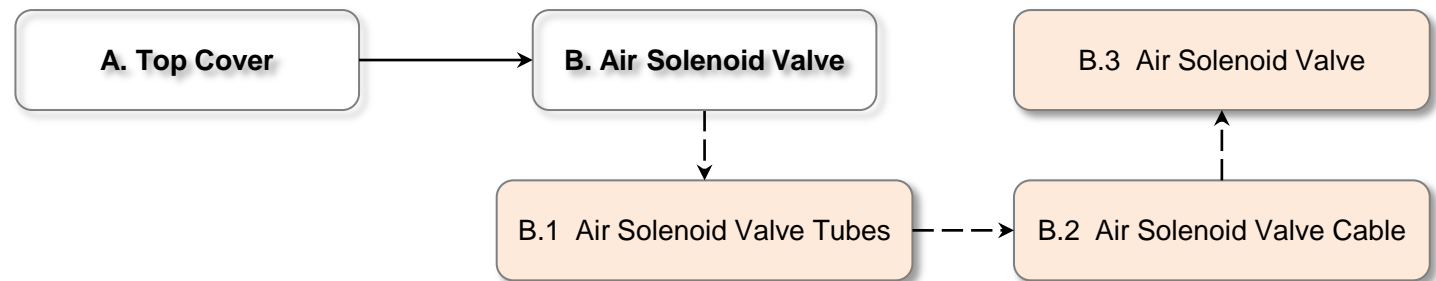 A. Top Cover
B. Air Solenoid Valve
B.3 Air Solenoid Valve
B.1 Air Solenoid Valve Tubes
B.2 Air Solenoid Valve Cable